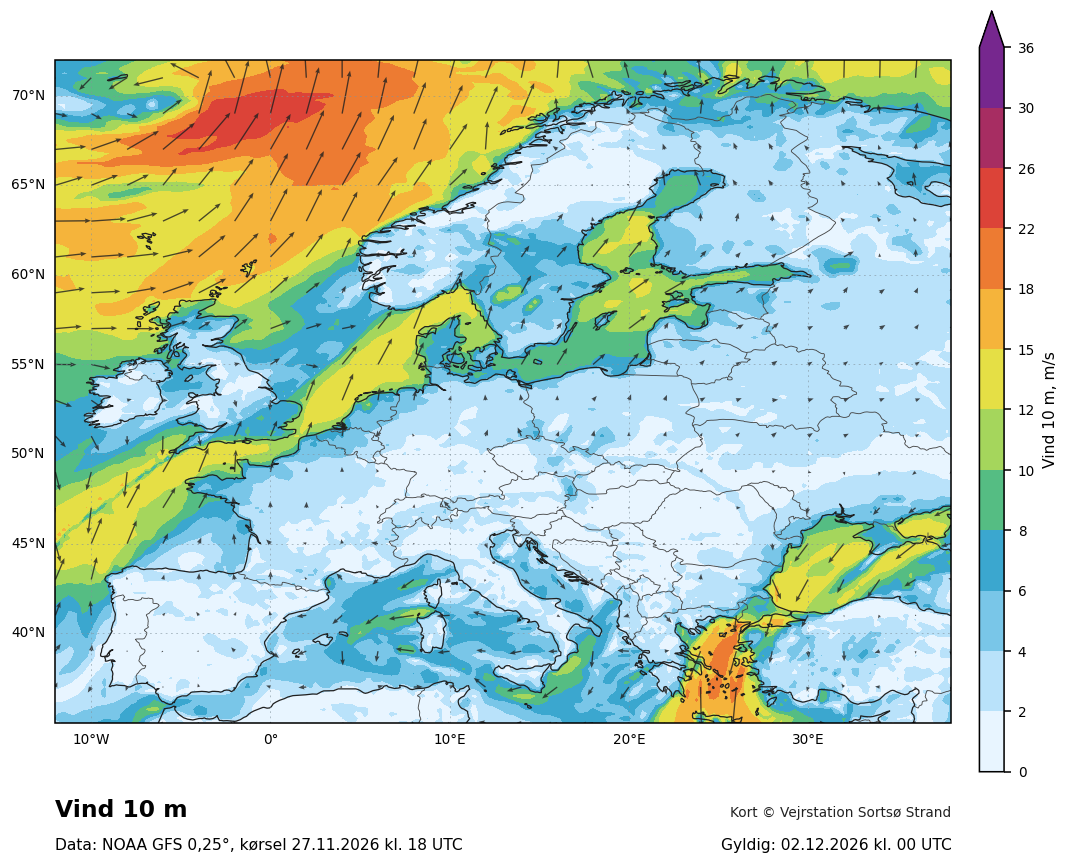 36
30
26
22
18
15
12
10
8
6
4
2
0
Vind 10 m, m/s
70°N
65°N
60°N
55°N
50°N
45°N
40°N
10°W
0°
10°E
20°E
30°E
Vind 10 m
Kort © Vejrstation Sortsø Strand
Data: NOAA GFS 0,25°, kørsel 27.11.2026 kl. 18 UTC
Gyldig: 02.12.2026 kl. 00 UTC